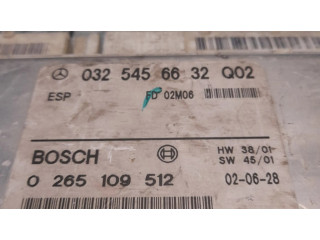 032 545 66 32 Q02
ESP FD 02M06
BOSCH HW 38/01
SW 45/01
0 265 109 512 02-06-28